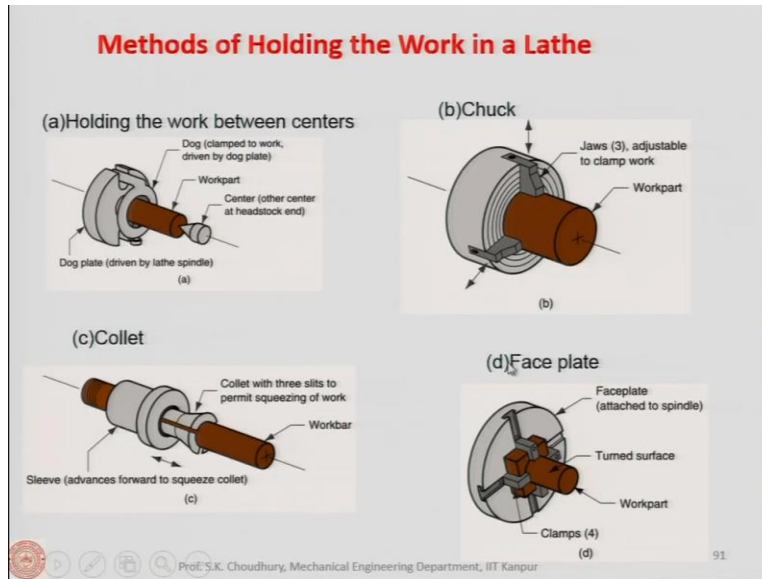 Methods of Holding the Work in a Lathe
(a)Holding the work between centers
Dog (clamped to work,
driven by dog plate)
Workpart
Center (other center
at headstock end)
Dog plate (driven by lathe spindle)
(a)
(b)Chuck
Jaws (3), adjustable
to clamp work
Workpart
(b)
(c)Collet
Collet with three slits to
permit squeezing of work
Workbar
Sleeve (advances forward to squeeze collet)
(c)
(d)Face plate
Faceplate
(attached to spindle)
Turned surface
Workpart
Clamps (4)
(d)
Prof. S.K. Choudhury, Mechanical Engineering Department, IIT Kanpur
91